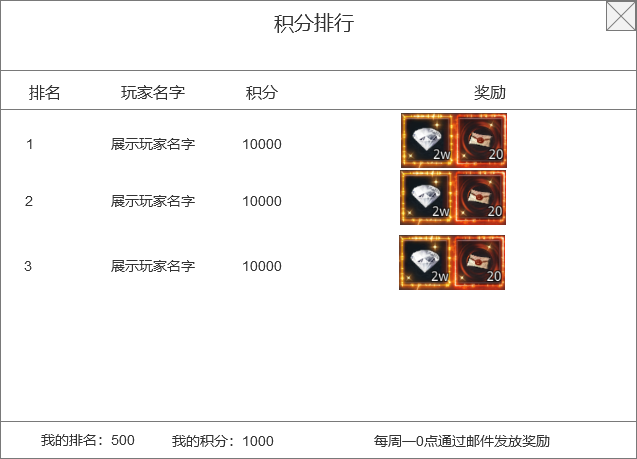 积分排行
排名 玩家名字 积分 奖励
1 展示玩家名字 10000 2w 20
2 展示玩家名字 10000 2w 20
3 展示玩家名字 10000 2w 20
我的排名：500 我的积分：1000 每周一0点通过邮件发放奖励